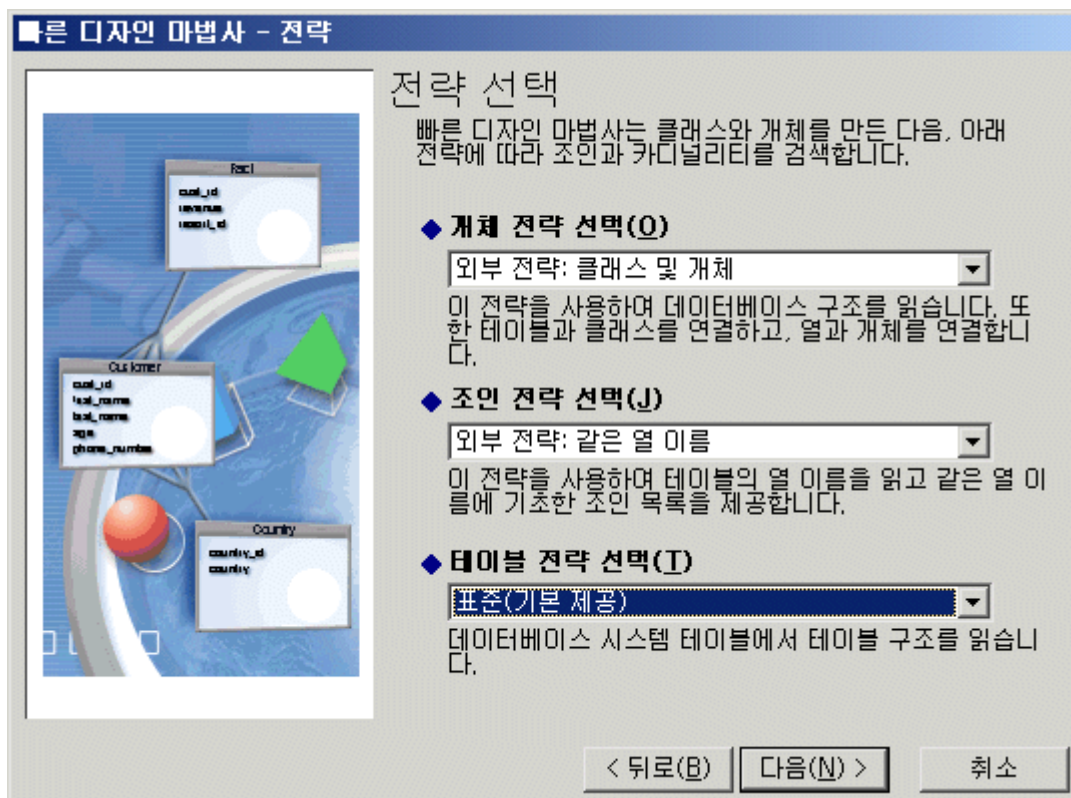 빠른 디자인 마법사 - 전략
전략 선택
빠른 디자인 마법사는 클래스와 개체를 만든 다음, 아래
전략에 따라 조인과 카디널리티를 검색합니다.
개체 전략 선택(O)
외부 전략: 클래스 및 개체
이 전략을 사용하여 데이터베이스 구조를 읽습니다. 또
한 테이블과 클래스를 연결하고, 열과 개체를 연결합니
다.
조인 전략 선택(J)
외부 전략: 같은 열 이름
이 전략을 사용하여 테이블의 열 이름을 읽고 같은 열 이
름에 기초한 조인 목록을 제공합니다.
테이블 전략 선택(T)
표준(기본 제공)
데이터베이스 시스템 테이블에서 테이블 구조를 읽습니
다.
cust_id
revenue
Customer
cust_id
first_name
last_name
age
phone_number
Country
country_id
country
< 뒤로(B)
다음(N) >
취소